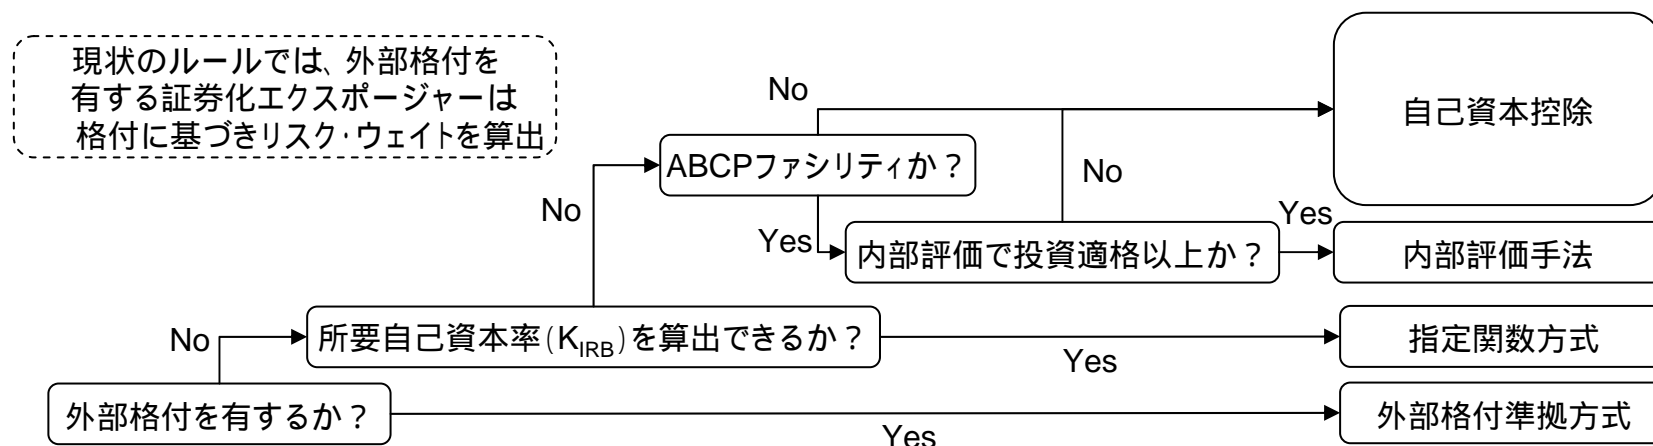 現状のルールでは、外部格付を
有する証券化エクスポージャーは
格付に基づきリスク・ウェイトを算出
No
自己資本控除
ABCPファシリティか？
No
No
Yes
Yes
内部評価で投資適格以上か？
内部評価手法
No
所要自己資本率(KIRB)を算出できるか？
Yes
指定関数方式
外部格付を有するか？
Yes
外部格付準拠方式